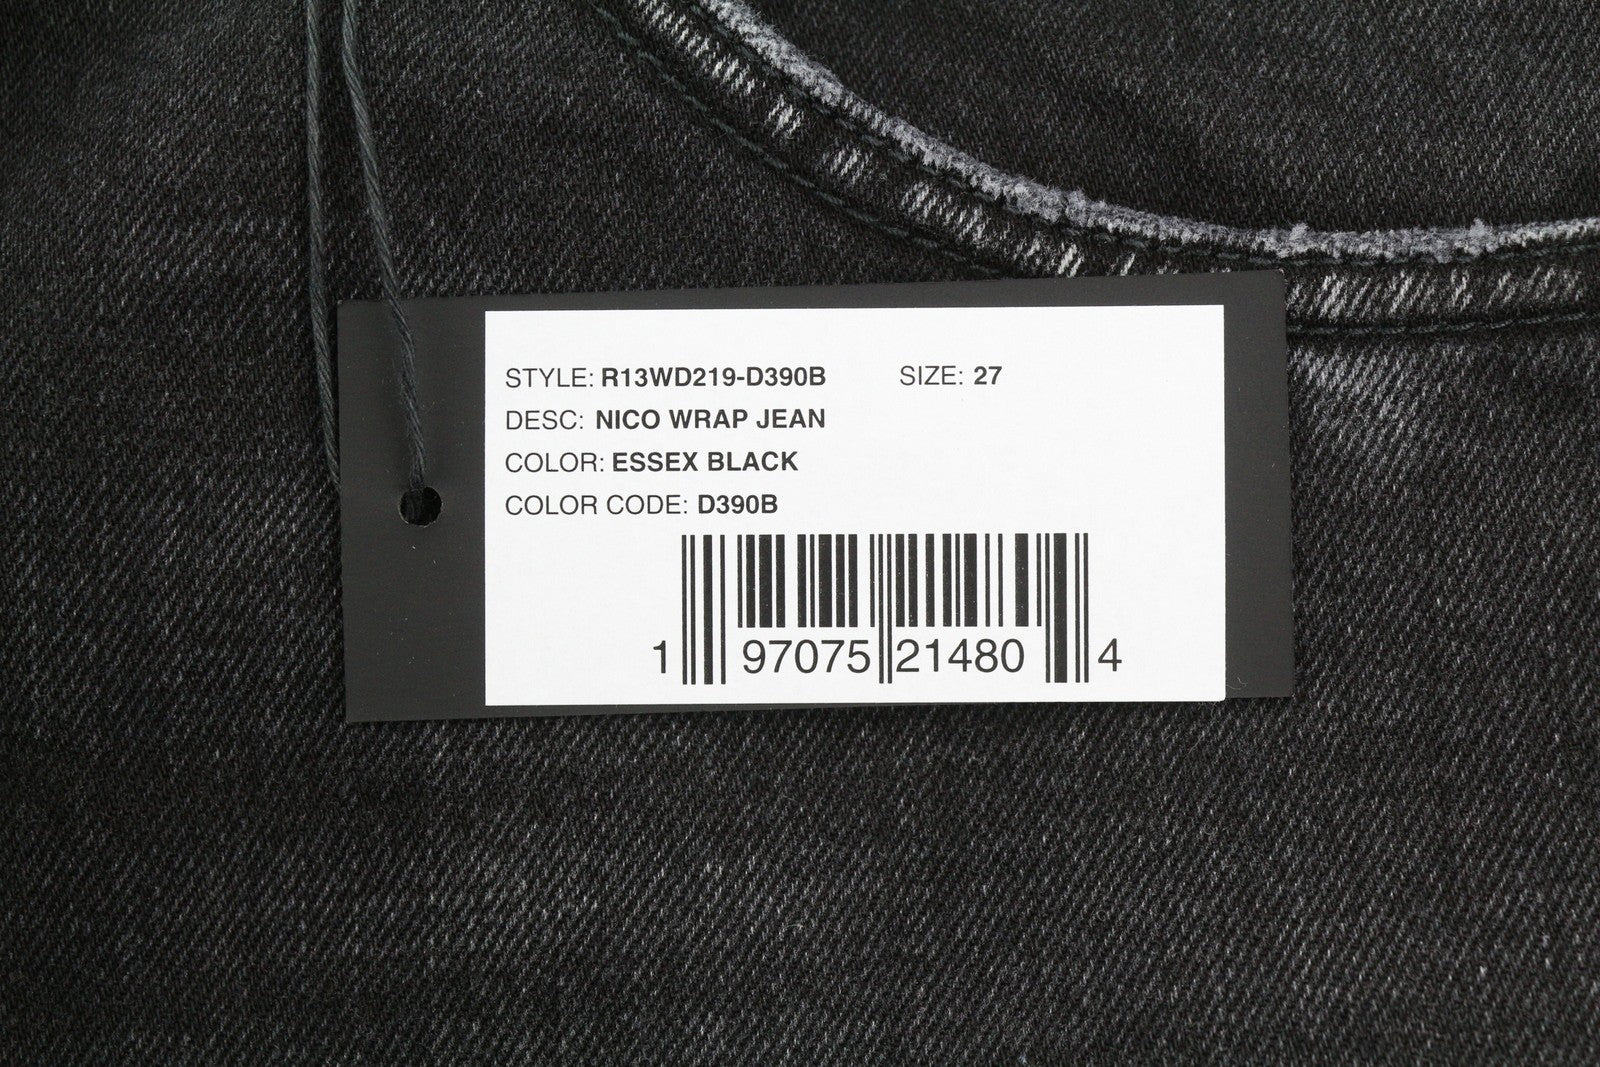 STYLE: R13WD219-D390B SIZE: 27
DESC: NICO WRAP JEAN
COLOR: ESSEX BLACK
COLOR CODE: D390B
1 97075 21480 4